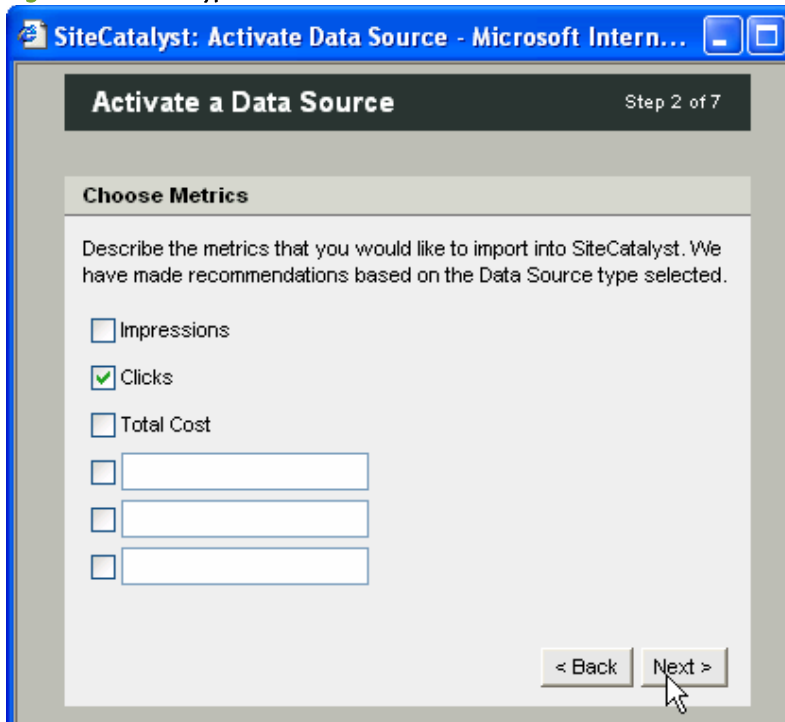 SiteCatalyst: Activate Data Source - Microsoft Intern...
Activate a Data Source Step 2 of 7
Choose Metrics
Describe the metrics that you would like to import into SiteCatalyst. We
have made recommendations based on the Data Source type selected.
Impressions
Clicks
Total Cost
< Back Next >